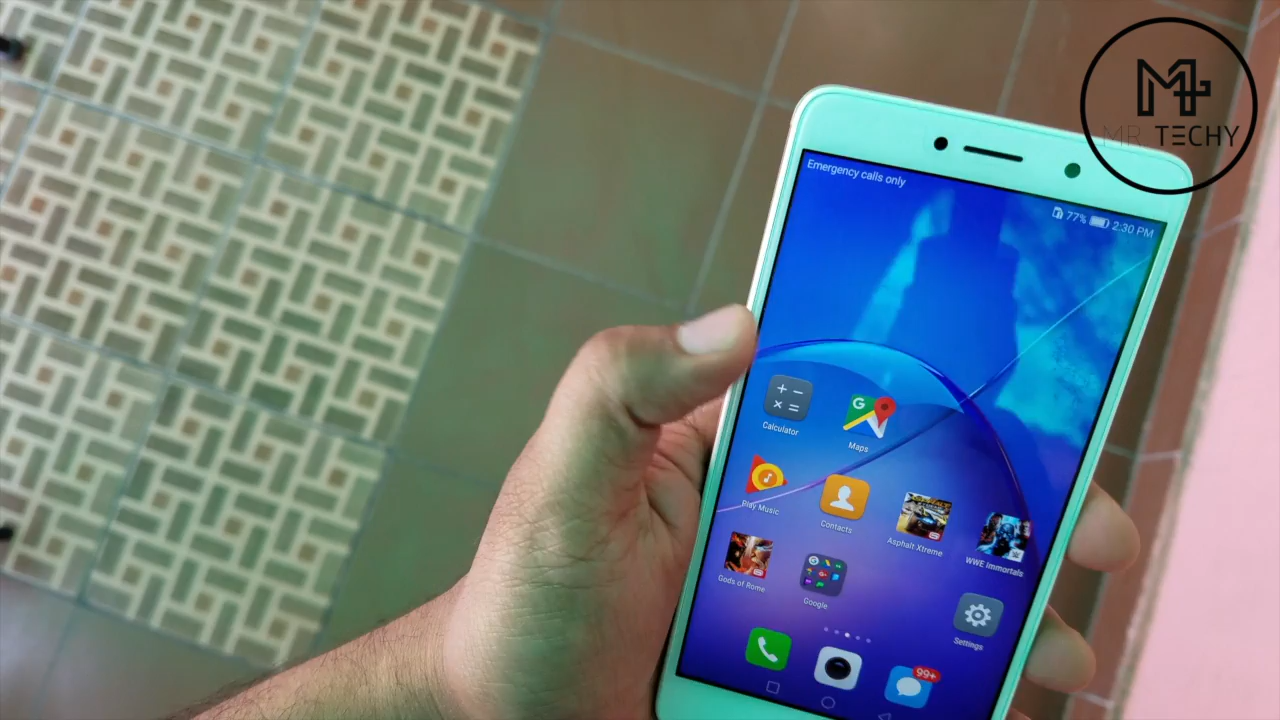 MR TECHY
Emergency calls only
77% 2:30 PM
Calculator
Maps
Play Music
Contacts
Asphalt Xtreme
WWE Immortals
Gods of Rome
Google
Settings
99+